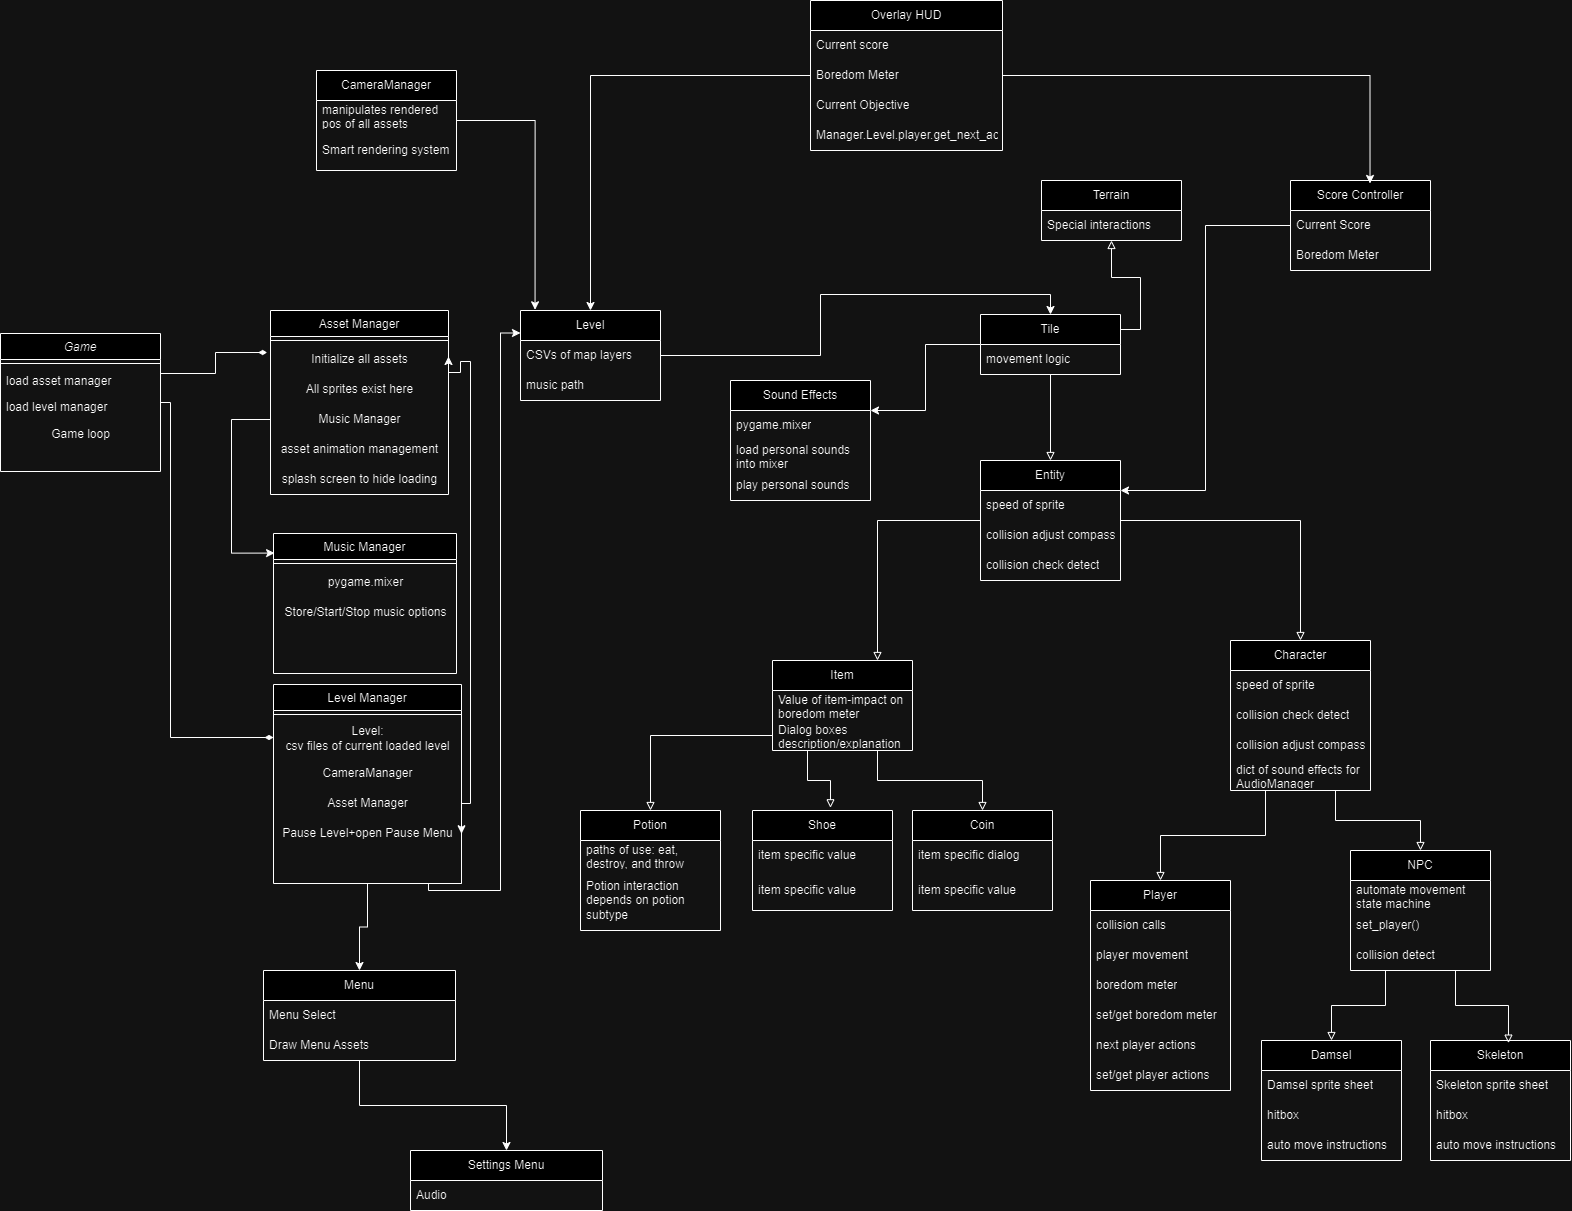 Overlay HUD
Current score
Boredom Meter
Current Objective
Manager.Level.player.get_next_ac
CameraManager
manipulates rendered
pos of all assets
Smart rendering system
Terrain
Special interactions
Score Controller
Current Score
Boredom Meter
Game
load asset manager
load level manager
Game loop
Asset Manager
Initialize all assets
All sprites exist here
Music Manager
asset animation management
splash screen to hide loading
Level
CSVs of map layers
music path
Tile
movement logic
Sound Effects
pygame.mixer
load personal sounds
into mixer
play personal sounds
Entity
speed of sprite
collision adjust compass
collision check detect
Music Manager
pygame.mixer
Store/Start/Stop music options
Level Manager
Level:
csv files of current loaded level
CameraManager
Asset Manager
Pause Level+open Pause Menu
Item
Value of item-impact on
boredom meter
Dialog boxes
description/explanation
Character
speed of sprite
collision check detect
collision adjust compass
dict of sound effects for
AudioManager
Potion
paths of use: eat,
destroy, and throw
Potion interaction
depends on potion
subtype
Shoe
item specific value
item specific value
Coin
item specific dialog
item specific value
Player
collision calls
player movement
boredom meter
set/get boredom meter
next player actions
set/get player actions
NPC
automate movement
state machine
set_player()
collision detect
Menu
Menu Select
Draw Menu Assets
Damsel
Damsel sprite sheet
hitbox
auto move instructions
Skeleton
Skeleton sprite sheet
hitbox
auto move instructions
Settings Menu
Audio